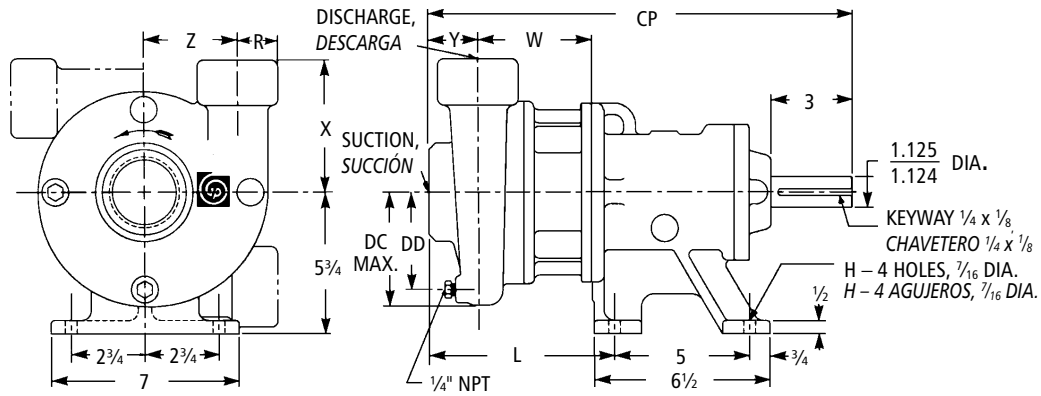 DISCHARGE,
DESCARGA
CP
Z
R
Y
W
X
3
SUCTION,
SUCCIÓN
1.125
1.124
DIA.
KEYWAY ¼ x ⅛
CHAVETERO ¼ x ⅛
DC
MAX.
DD
5¾
H – 4 HOLES, 7⁄16 DIA.
H – 4 AGUJEROS, 7⁄16 DIA.
½
2¾
2¾
L
5
¾
7
¼" NPT
6½